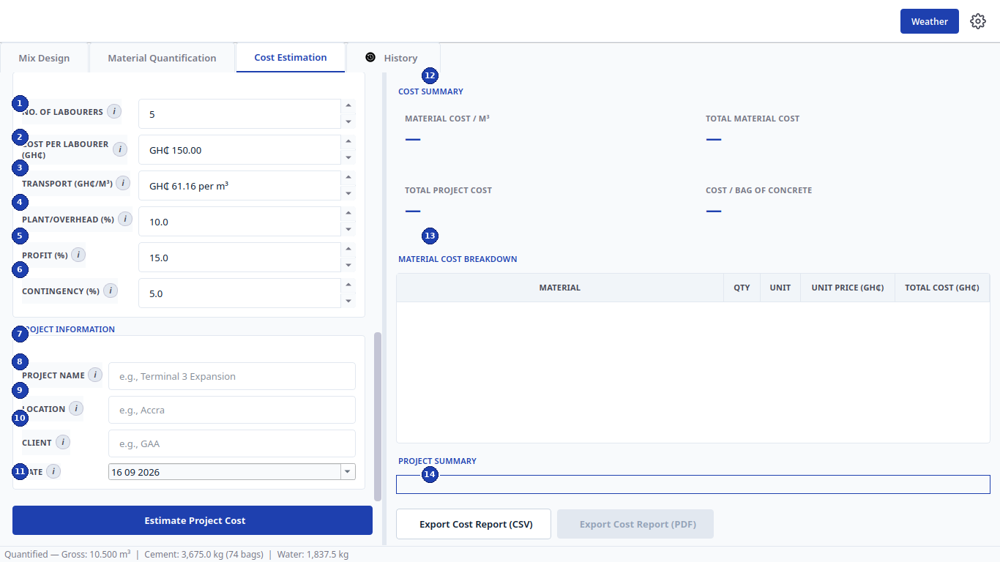 Weather
Mix Design
Material Quantification
Cost Estimation
History
1
NO. OF LABOURERS i
5
2
COST PER LABOURER
(GH₵) i
GH₵ 150.00
3
TRANSPORT (GH₵/M³) i
GH₵ 61.16 per m³
4
PLANT/OVERHEAD (%) i
10.0
5
PROFIT (%) i
15.0
6
CONTINGENCY (%) i
5.0
7
PROJECT INFORMATION
8
PROJECT NAME i
e.g., Terminal 3 Expansion
9
LOCATION i
e.g., Accra
10
CLIENT i
e.g., GAA
11
DATE i
16 09 2026
Estimate Project Cost
12
COST SUMMARY
MATERIAL COST / M³
—
TOTAL MATERIAL COST
—
TOTAL PROJECT COST
—
COST / BAG OF CONCRETE
—
13
MATERIAL COST BREAKDOWN
MATERIAL QTY UNIT UNIT PRICE (GH₵) TOTAL COST (GH₵)
PROJECT SUMMARY
14
Export Cost Report (CSV)
Export Cost Report (PDF)
Quantified — Gross: 10.500 m³ | Cement: 3,675.0 kg (74 bags) | Water: 1,837.5 kg